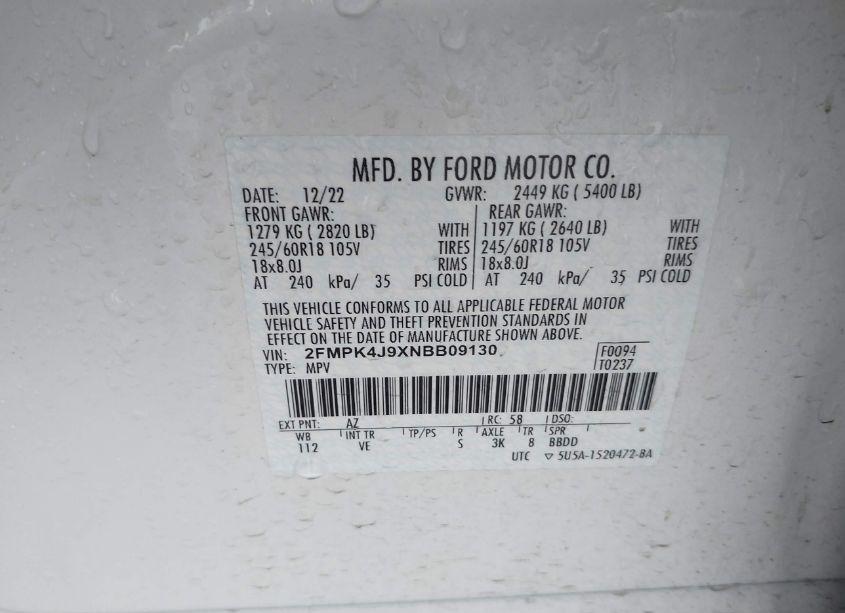 MFD. BY FORD MOTOR CO.
DATE: 12/22 GVWR: 2449 KG ( 5400 LB)
FRONT GAWR: REAR GAWR:
1279 KG ( 2820 LB) WITH 1197 KG ( 2640 LB) WITH
245/60R18 105V TIRES 245/60R18 105V TIRES
18x8.0J RIMS 18x8.0J RIMS
AT 240 kPa/ 35 PSI COLD AT 240 kPa/ 35 PSI COLD
THIS VEHICLE CONFORMS TO ALL APPLICABLE FEDERAL MOTOR
VEHICLE SAFETY AND THEFT PREVENTION STANDARDS IN
EFFECT ON THE DATE OF MANUFACTURE SHOWN ABOVE.
VIN: 2FMPK4J9XNBB09130 F0094
TYPE: MPV T0237
EXT PNT: AZ RC: 58 DSO:
WB INT TR TP/PS R AXLE TR SPR
112 VE S 3K 8 BBDD
UTC ▽ 5U5A-1520472-BA